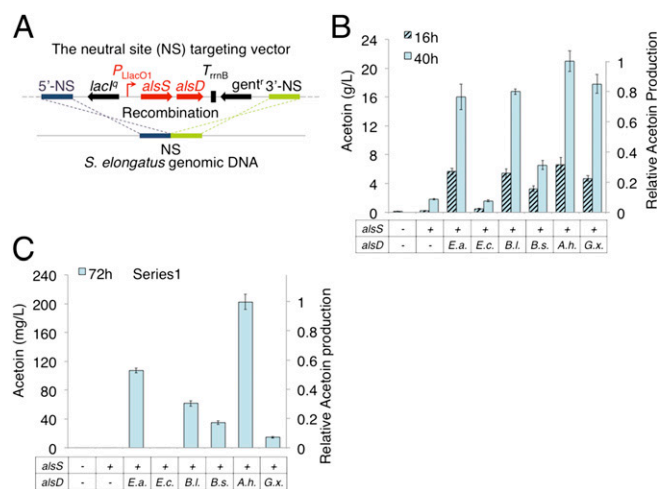 A
The neutral site (NS) targeting vector
5'-NS lacIq PLlacO1 alsS alsD TrrnB gentr 3'-NS
Recombination
NS
S. elongatus genomic DNA
B
16h
40h
Acetoin (g/L)
24
20
16
12
8
4
0
Relative Acetoin Production
1
0.8
0.6
0.4
0.2
0
alsS - + + + + + + +
alsD - - E.a. E.c. B.l. B.s. A.h. G.x.
C
72h Series1
Acetoin (mg/L)
240
200
160
120
80
40
0
Relative Acetoin production
1
0.8
0.6
0.4
0.2
0
alsS - + + + + + + +
alsD - - E.a. E.c. B.l. B.s. A.h. G.x.